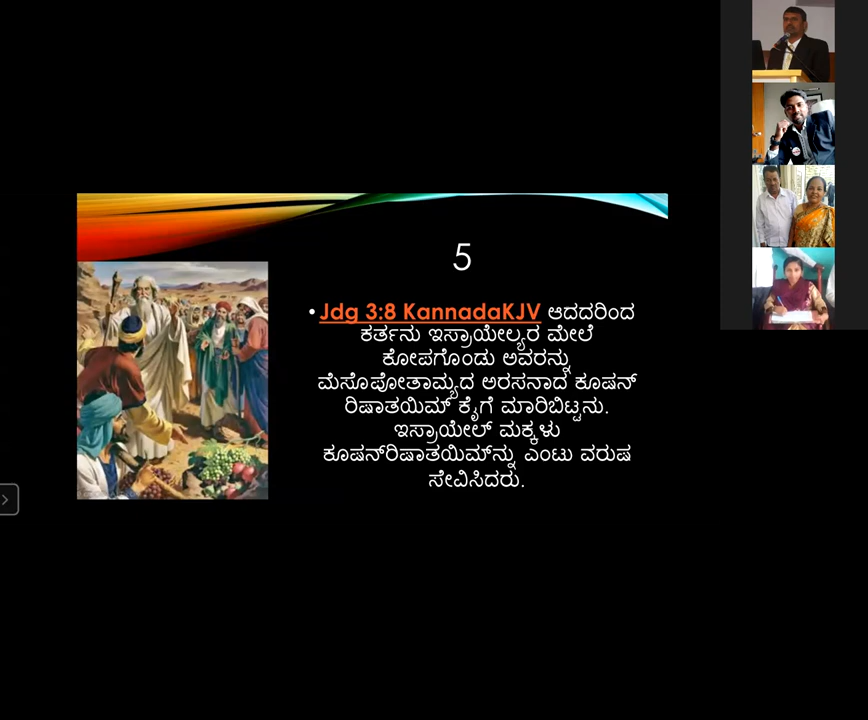 5
• Jdg 3:8 KannadaKJV ಆದದರಿಂದ
ಕರ್ತನು ಇಸ್ರಾಯೇಲ್ಯರ ಮೇಲೆ
ಕೋಪಗೊಂಡು ಅವರನ್ನು
ಮೆಸೊಪೋತಾಮ್ಯದ ಅರಸನಾದ ಕೂಷನ್
ರಿಷಾತಯಿಮ್ ಕೈಗೆ ಮಾರಿಬಿಟ್ಟನು.
ಇಸ್ರಾಯೇಲ್ ಮಕ್ಕಳು
ಕೂಷನ್‌ರಿಷಾತಯಿಮ್‌ನ್ನು ಎಂಟು ವರುಷ
ಸೇವಿಸಿದರು.